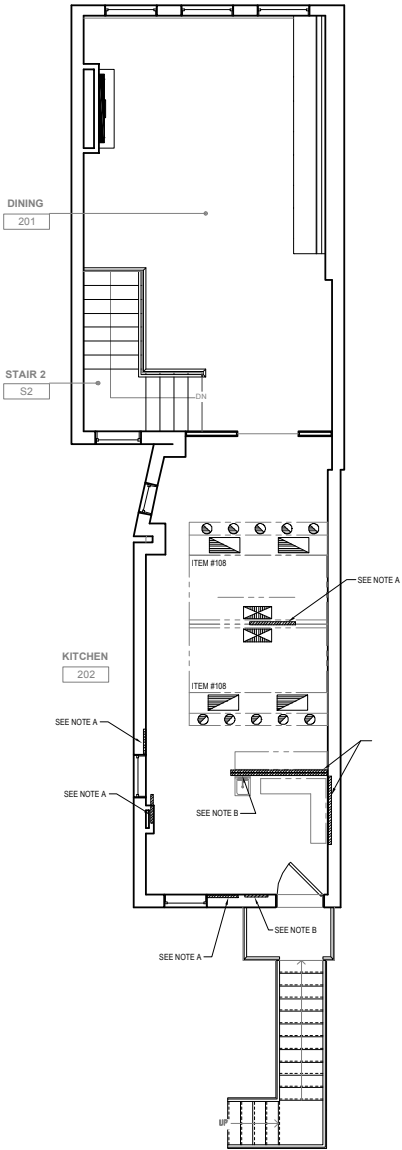 DINING
201
STAIR 2
S2
DN
ITEM #108
SEE NOTE A
KITCHEN
202
ITEM #108
SEE NOTE A
SEE NOTE A
SEE NOTE B
SEE NOTE B
SEE NOTE A
UP